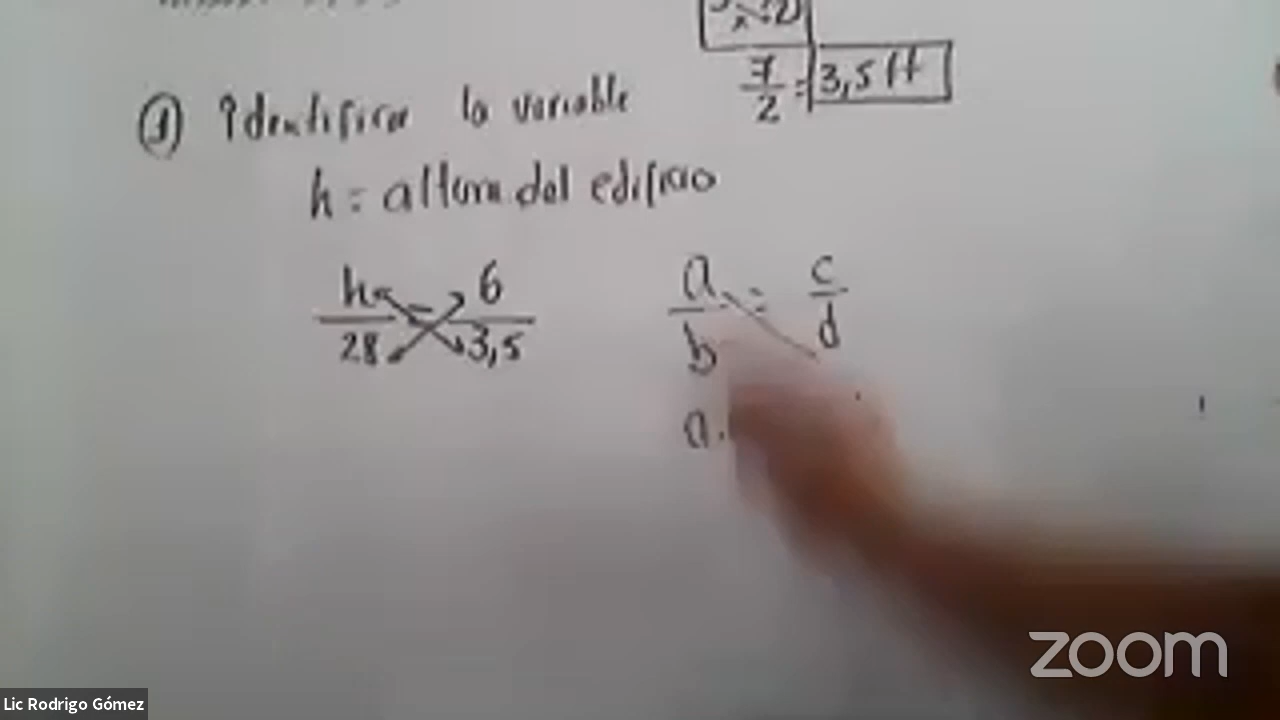 7/2 = 3,5 ft
① Identificar la variable
h = altura del edificio
h/28 = 6/3,5
a/b = c/d
a.
zoom
Lic Rodrigo Gómez